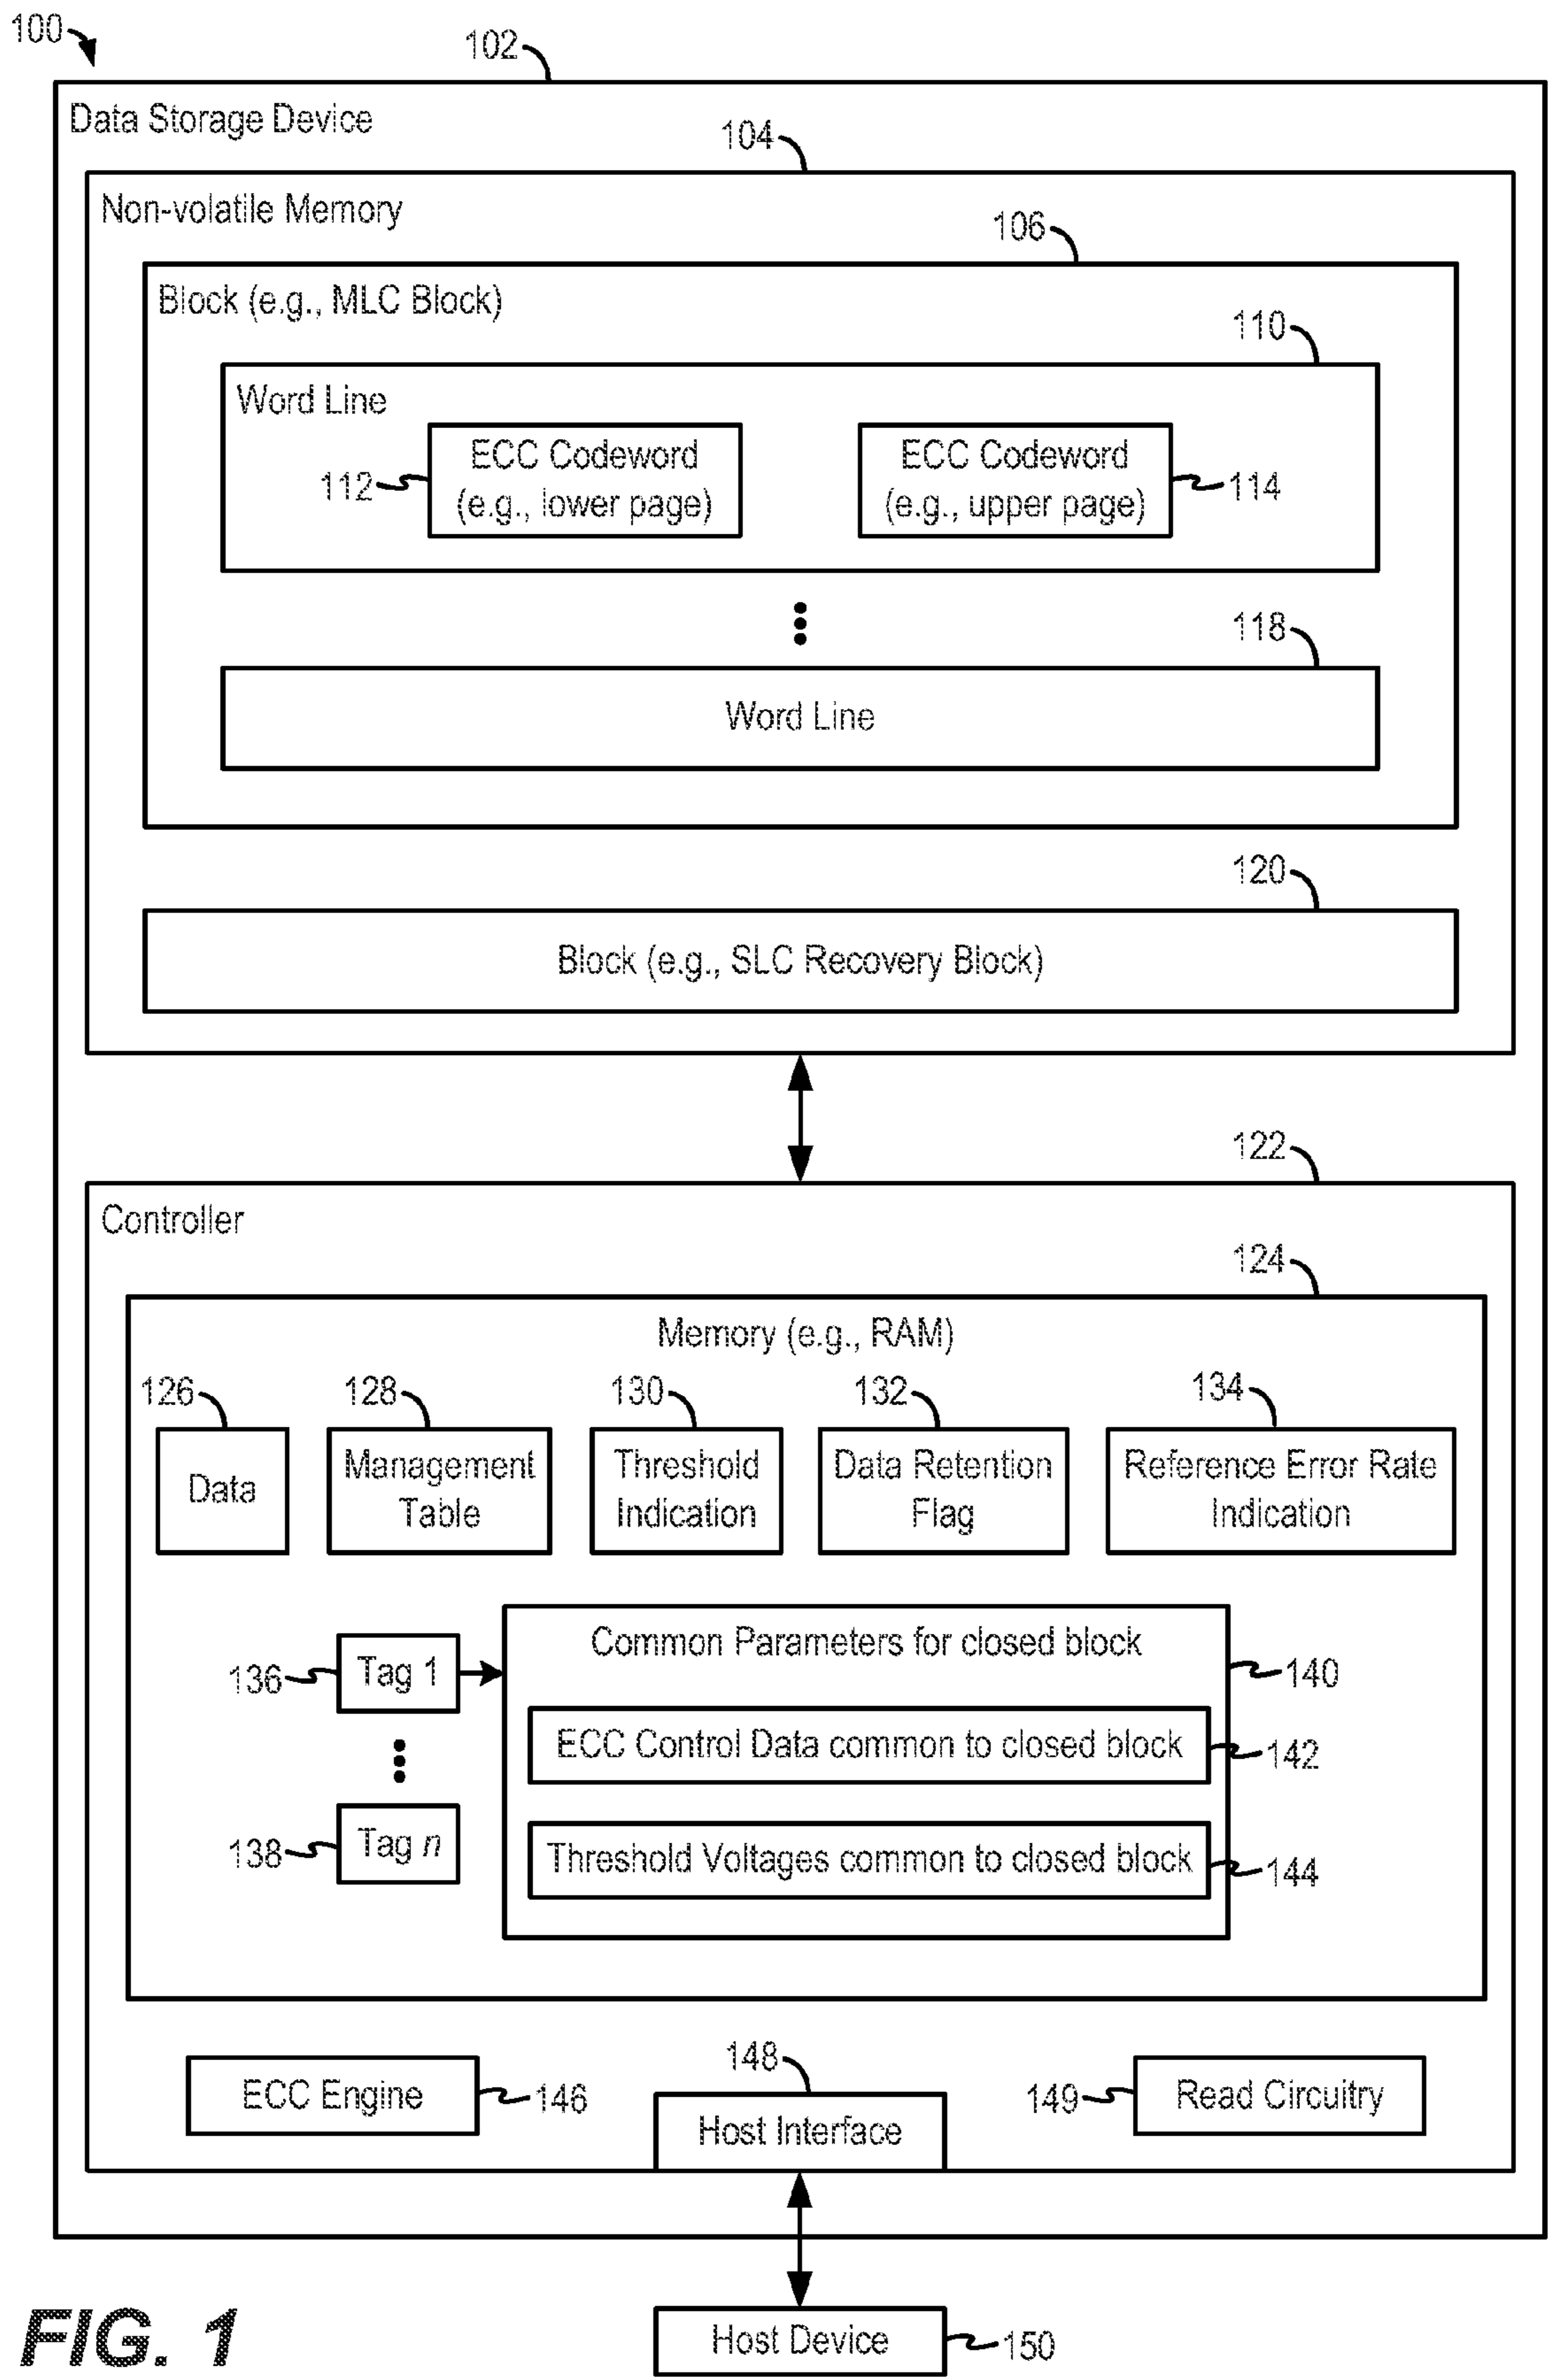 100
102
Data Storage Device
104
Non-volatile Memory
106
Block (e.g., MLC Block)
110
Word Line
ECC Codeword
(e.g., lower page)
112
ECC Codeword
(e.g., upper page)
114
118
Word Line
120
Block (e.g., SLC Recovery Block)
122
Controller
124
Memory (e.g., RAM)
126
128
130
132
134
Data
Management
Table
Threshold
Indication
Data Retention
Flag
Reference Error Rate
Indication
Common Parameters for closed block
136
Tag 1
140
ECC Control Data common to closed block
142
138
Tag n
Threshold Voltages common to closed block
144
148
ECC Engine
146
149
Read Circuitry
Host Interface
FIG. 1
Host Device
150